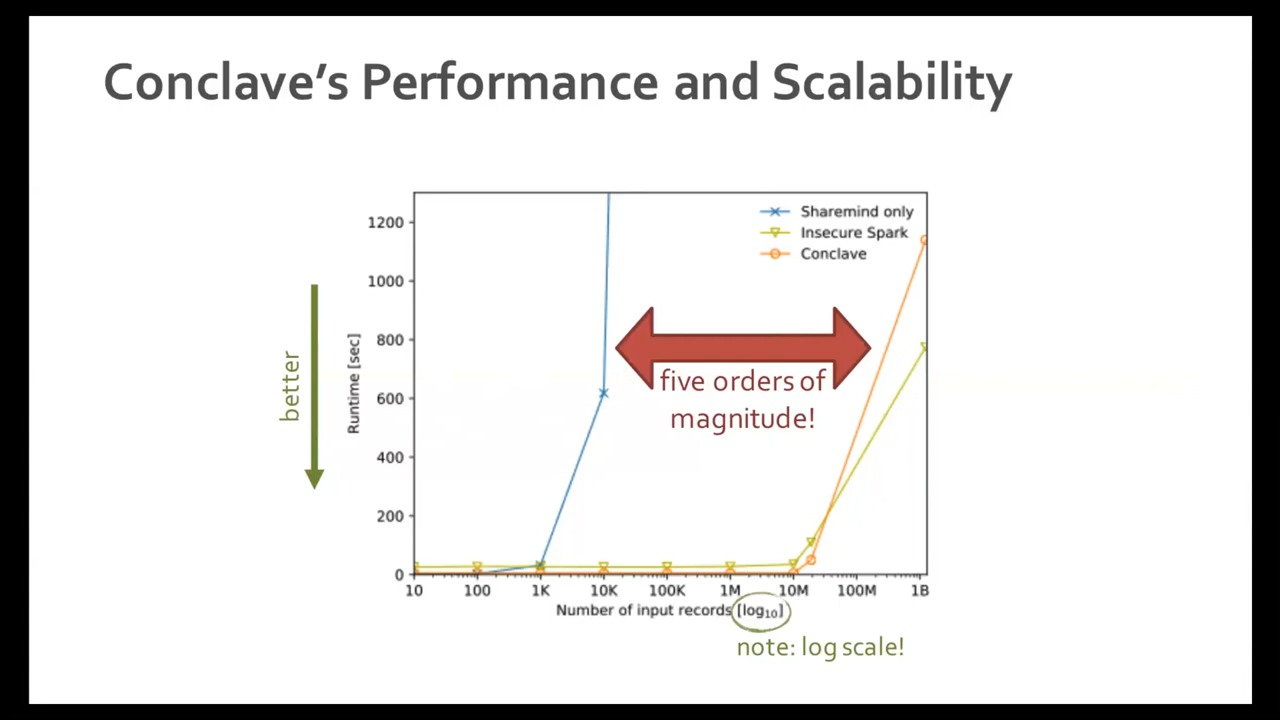 Conclave’s Performance and Scalability
Sharemind only
Insecure Spark
Conclave
1200
1000
800
600
400
200
0
Runtime [sec]
better
five orders of
magnitude!
10 100 1K 10K 100K 1M 10M 100M 1B
Number of input records [log₁₀]
note: log scale!